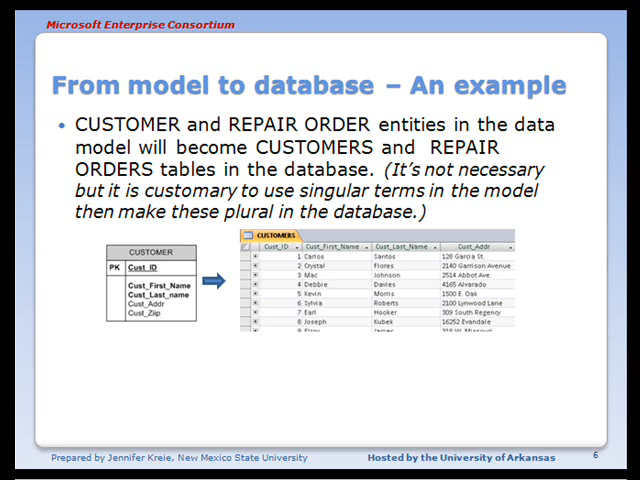 Microsoft Enterprise Consortium
From model to database – An example
• CUSTOMER and REPAIR ORDER entities in the data
model will become CUSTOMERS and REPAIR
ORDERS tables in the database. (It's not necessary
but it is customary to use singular terms in the model
then make these plural in the database.)
CUSTOMER
PK Cust_ID
Cust_First_Name
Cust_Last_name
Cust_Addr
Cust_Ziip
CUSTOMERS
Cust_ID Cust_First_Name Cust_Last_Name Cust_Addr
1 Carlos Santos 128 Garcia St.
2 Crystal Flores 2140 Garrison Avenue
3 Mac Johnson 2514 Abbot Ave.
4 Debbie Davies 4165 Alvarado
5 Kevin Morris 1500 E. Oak
6 Sylvia Roberts 2100 Lynwood Lane
7 Earl Hooker 309 South Regency
8 Joseph Kubek 16252 Evandale
9 James
Prepared by Jennifer Kreie, New Mexico State University
Hosted by the University of Arkansas
6